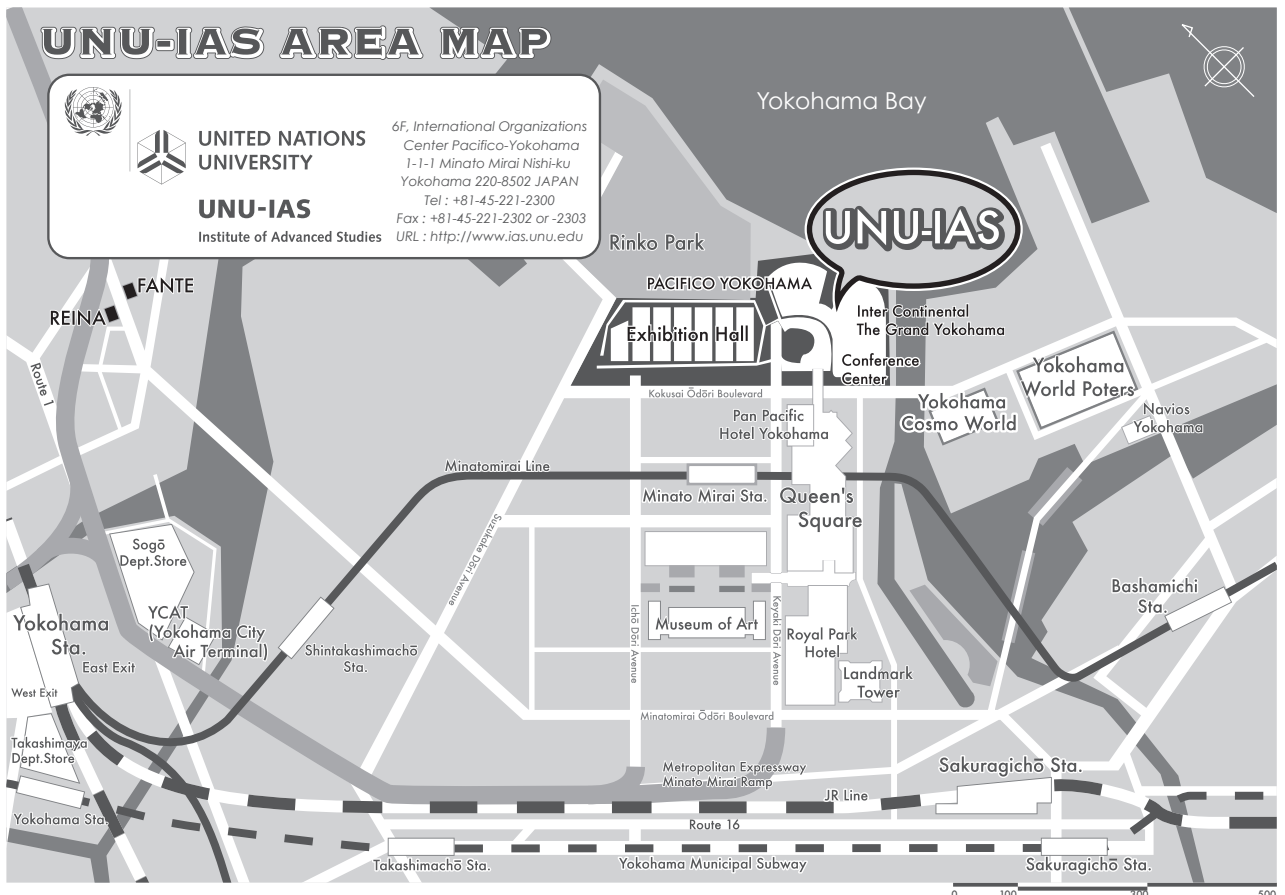 UNU-IAS AREA MAP
UNITED NATIONS
UNIVERSITY
UNU-IAS
Institute of Advanced Studies
6F, International Organizations
Center Pacifico-Yokohama
1-1-1 Minato Mirai Nishi-ku
Yokohama 220-8502 JAPAN
Tel : +81-45-221-2300
Fax : +81-45-221-2302 or -2303
URL : http://www.ias.unu.edu
Yokohama Bay
UNU-IAS
Rinko Park
FANTE
REINA
PACIFICO YOKOHAMA
Exhibition Hall
Inter Continental
The Grand Yokohama
Conference
Center
Route 1
Kokusai Ōdōri Boulevard
Yokohama
World Poters
Yokohama
Cosmo World
Navios
Yokohama
Pan Pacific
Hotel Yokohama
Minatomirai Line
Minato Mirai Sta.
Queen's
Square
Suzukake Dōri Avenue
Sogō
Dept.Store
YCAT
(Yokohama City
Air Terminal)
Yokohama
Sta.
East Exit
West Exit
Shintakashimachō
Sta.
Ichō Dōri Avenue
Museum of Art
Keyaki Dōri Avenue
Royal Park
Hotel
Landmark
Tower
Bashamichi
Sta.
Minatomirai Ōdōri Boulevard
Takashimaya
Dept.Store
Metropolitan Expressway
Minato Mirai Ramp
Sakuragichō Sta.
JR Line
Yokohama Sta.
Route 16
Takashimachō Sta.
Yokohama Municipal Subway
Sakuragichō Sta.
0 100 300 500